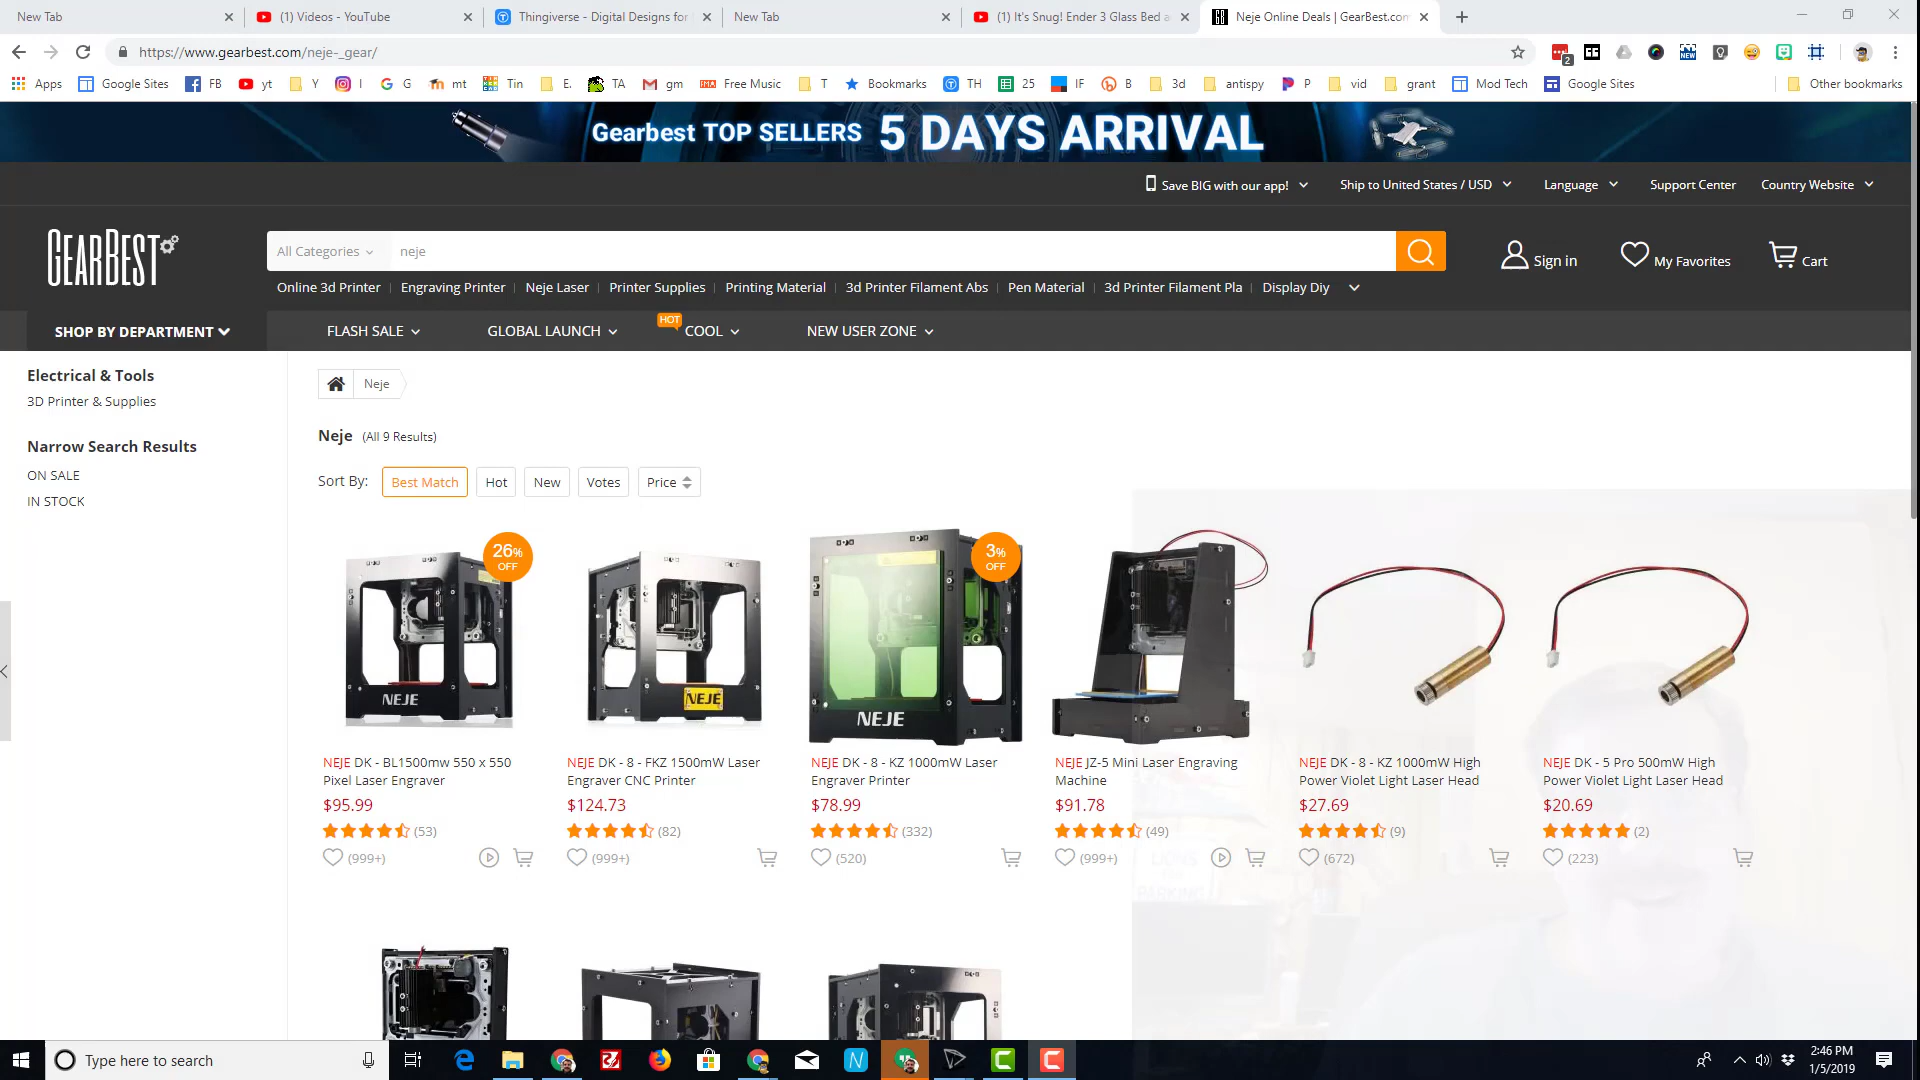 New Tab
(1) Videos - YouTube
Thingiverse - Digital Designs for
New Tab
(1) It's Snug! Ender 3 Glass Bed a
Neje Online Deals | GearBest.com
https://www.gearbest.com/neje-_gear/
2
NEW
Apps
Google Sites
FB
yt
Y
I
G
mt
Tin
E.
TA
gm
Free Music
T
Bookmarks
TH
25
IF
B
3d
antispy
P
vid
grant
Mod Tech
Google Sites
Other bookmarks
Gearbest TOP SELLERS 5 DAYS ARRIVAL
Save BIG with our app!
Ship to United States / USD
Language
Support Center
Country Website
GEARBEST
All Categories
neje
Sign in
My Favorites
Cart
Online 3d Printer
Engraving Printer
Neje Laser
Printer Supplies
Printing Material
3d Printer Filament Abs
Pen Material
3d Printer Filament Pla
Display Diy
SHOP BY DEPARTMENT
FLASH SALE
GLOBAL LAUNCH
HOT
COOL
NEW USER ZONE
Electrical & Tools
3D Printer & Supplies
Narrow Search Results
ON SALE
IN STOCK
Neje
Neje (All 9 Results)
Sort By:
Best Match
Hot
New
Votes
Price
26% OFF
NEJE
NEJE
3% OFF
NEJE
NEJE DK - BL1500mw 550 x 550
Pixel Laser Engraver
$95.99
(53)
(999+)
NEJE DK - 8 - FKZ 1500mW Laser
Engraver CNC Printer
$124.73
(82)
(999+)
NEJE DK - 8 - KZ 1000mW Laser
Engraver Printer
$78.99
(332)
(520)
NEJE JZ-5 Mini Laser Engraving
Machine
$91.78
(49)
(999+)
NEJE DK - 8 - KZ 1000mW High
Power Violet Light Laser Head
$27.69
(9)
(672)
NEJE DK - 5 Pro 500mW High
Power Violet Light Laser Head
$20.69
(2)
(223)
LIONS
PARKING
Type here to search
2:46 PM
1/5/2019